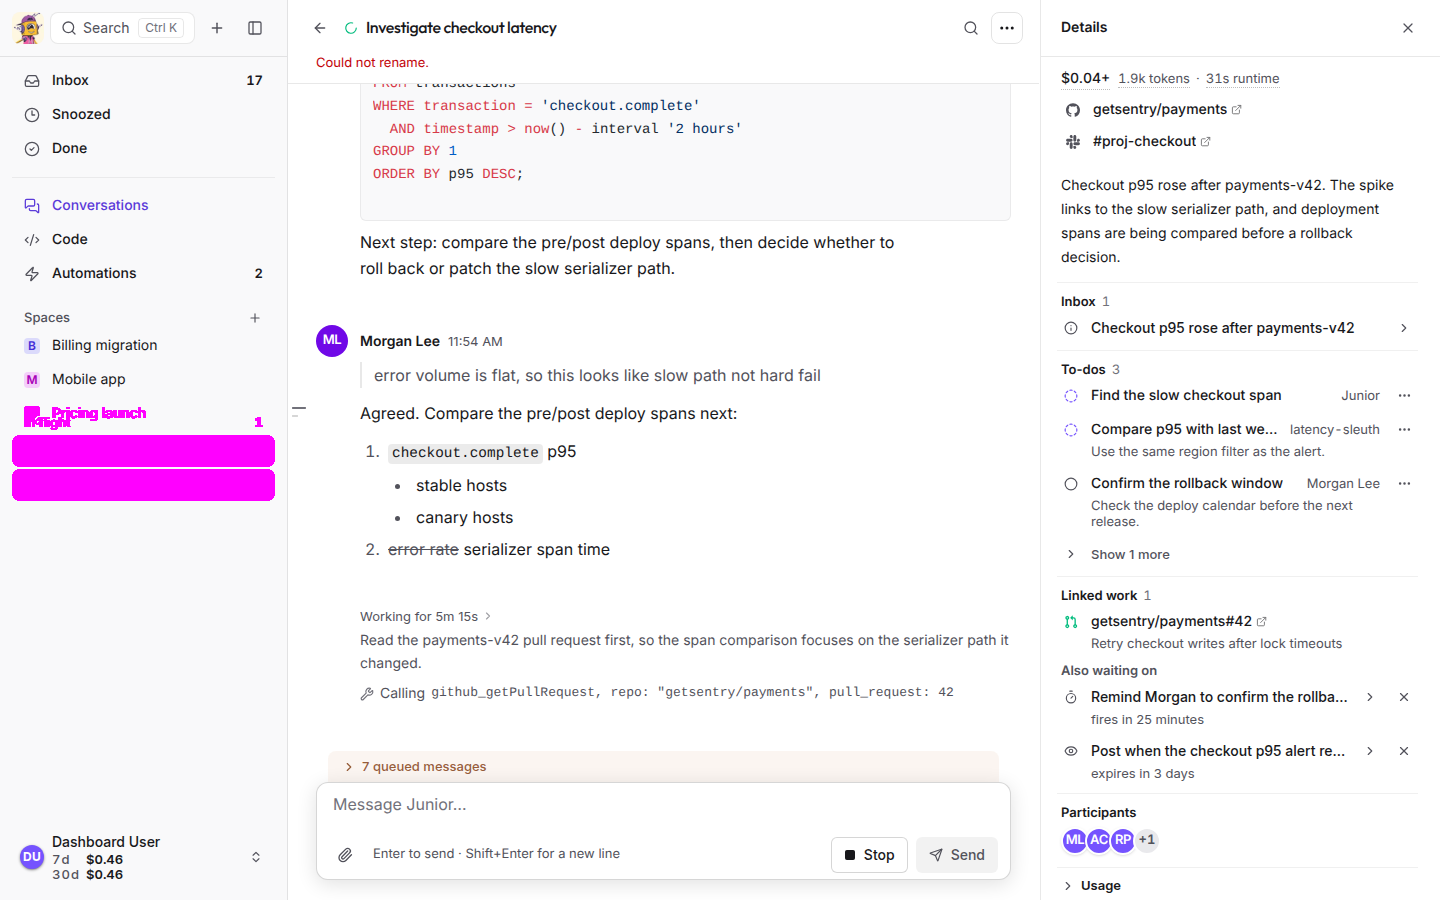 Search Ctrl K
Inbox 17
Snoozed
Done
Conversations
Code
Automations 2
Spaces
B Billing migration
M Mobile app
Pricing launch
1
DU Dashboard User
7d $0.46
30d $0.46
Investigate checkout latency
Could not rename.
FROM transactions
WHERE transaction = 'checkout.complete'
AND timestamp > now() - interval '2 hours'
GROUP BY 1
ORDER BY p95 DESC;
Next step: compare the pre/post deploy spans, then decide whether to
roll back or patch the slow serializer path.
ML Morgan Lee 11:54 AM
error volume is flat, so this looks like slow path not hard fail
Agreed. Compare the pre/post deploy spans next:
1. checkout.complete p95
• stable hosts
• canary hosts
2. error rate serializer span time
Working for 5m 15s
Read the payments-v42 pull request first, so the span comparison focuses on the serializer path it
changed.
Calling github_getPullRequest, repo: "getsentry/payments", pull_request: 42
7 queued messages
Message Junior...
Enter to send · Shift+Enter for a new line
Stop
Send
Details
$0.04+ 1.9k tokens · 31s runtime
getsentry/payments
#proj-checkout
Checkout p95 rose after payments-v42. The spike
links to the slow serializer path, and deployment
spans are being compared before a rollback
decision.
Inbox 1
Checkout p95 rose after payments-v42
To-dos 3
Find the slow checkout span Junior
Compare p95 with last we... latency-sleuth
Use the same region filter as the alert.
Confirm the rollback window Morgan Lee
Check the deploy calendar before the next
release.
Show 1 more
Linked work 1
getsentry/payments#42
Retry checkout writes after lock timeouts
Also waiting on
Remind Morgan to confirm the rollba...
fires in 25 minutes
Post when the checkout p95 alert re...
expires in 3 days
Participants
ML AC RP +1
Usage